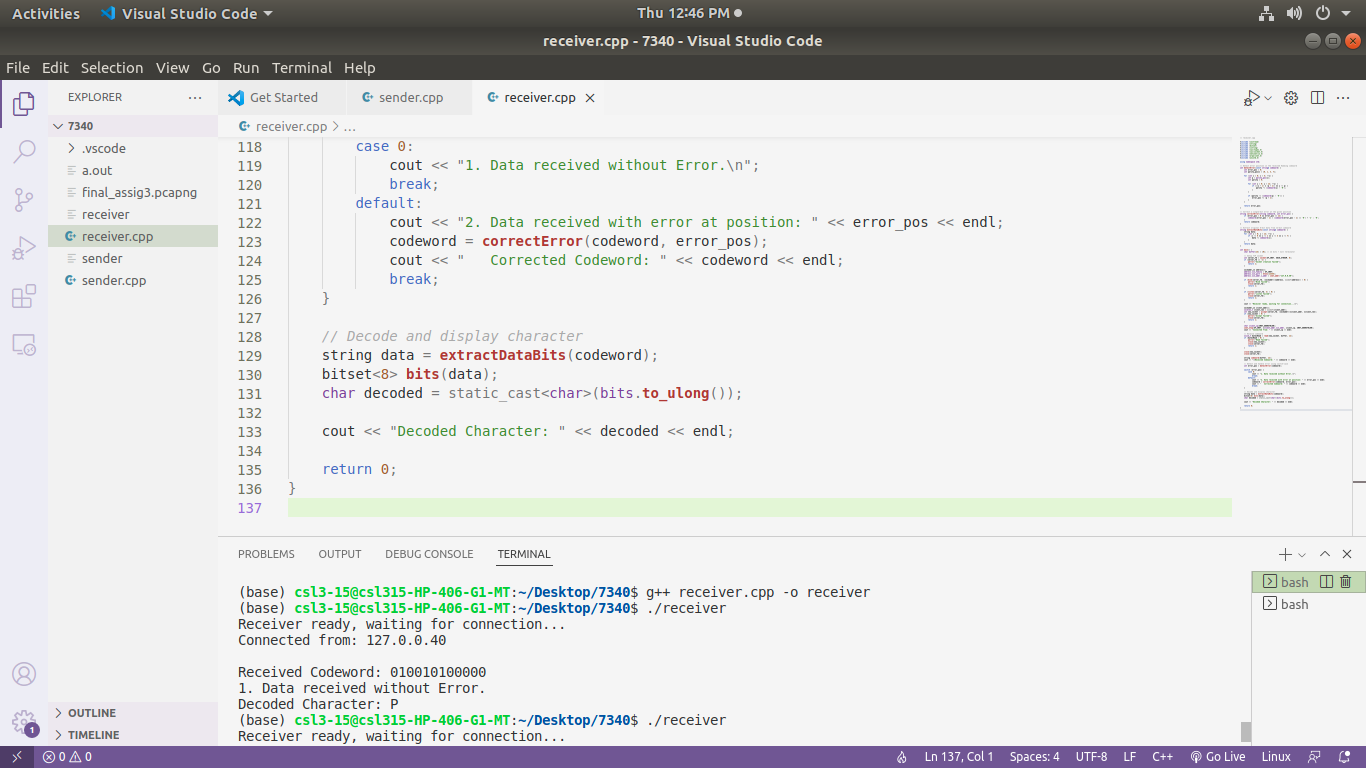 Activities Visual Studio Code Thu 12:46 PM
receiver.cpp - 7340 - Visual Studio Code
File Edit Selection View Go Run Terminal Help
EXPLORER ... Get Started sender.cpp receiver.cpp
7340 receiver.cpp > ...
.vscode
a.out
final_assig3.pcapng
receiver
receiver.cpp
sender
sender.cpp
118 case 0:
119 cout << "1. Data received without Error.\n";
120 break;
121 default:
122 cout << "2. Data received with error at position: " << error_pos << endl;
123 codeword = correctError(codeword, error_pos);
124 cout << "   Corrected Codeword: " << codeword << endl;
125 break;
126 }
127
128 // Decode and display character
129 string data = extractDataBits(codeword);
130 bitset<8> bits(data);
131 char decoded = static_cast<char>(bits.to_ulong());
132
133 cout << "Decoded Character: " << decoded << endl;
134
135 return 0;
136 }
137
PROBLEMS OUTPUT DEBUG CONSOLE TERMINAL
(base) csl3-15@csl315-HP-406-G1-MT:~/Desktop/7340$ g++ receiver.cpp -o receiver
(base) csl3-15@csl315-HP-406-G1-MT:~/Desktop/7340$ ./receiver
Receiver ready, waiting for connection...
Connected from: 127.0.0.40
Received Codeword: 010010100000
1. Data received without Error.
Decoded Character: P
(base) csl3-15@csl315-HP-406-G1-MT:~/Desktop/7340$ ./receiver
Receiver ready, waiting for connection...
bash
bash
OUTLINE
TIMELINE
1
0 0 Ln 137, Col 1 Spaces: 4 UTF-8 LF C++ Go Live Linux